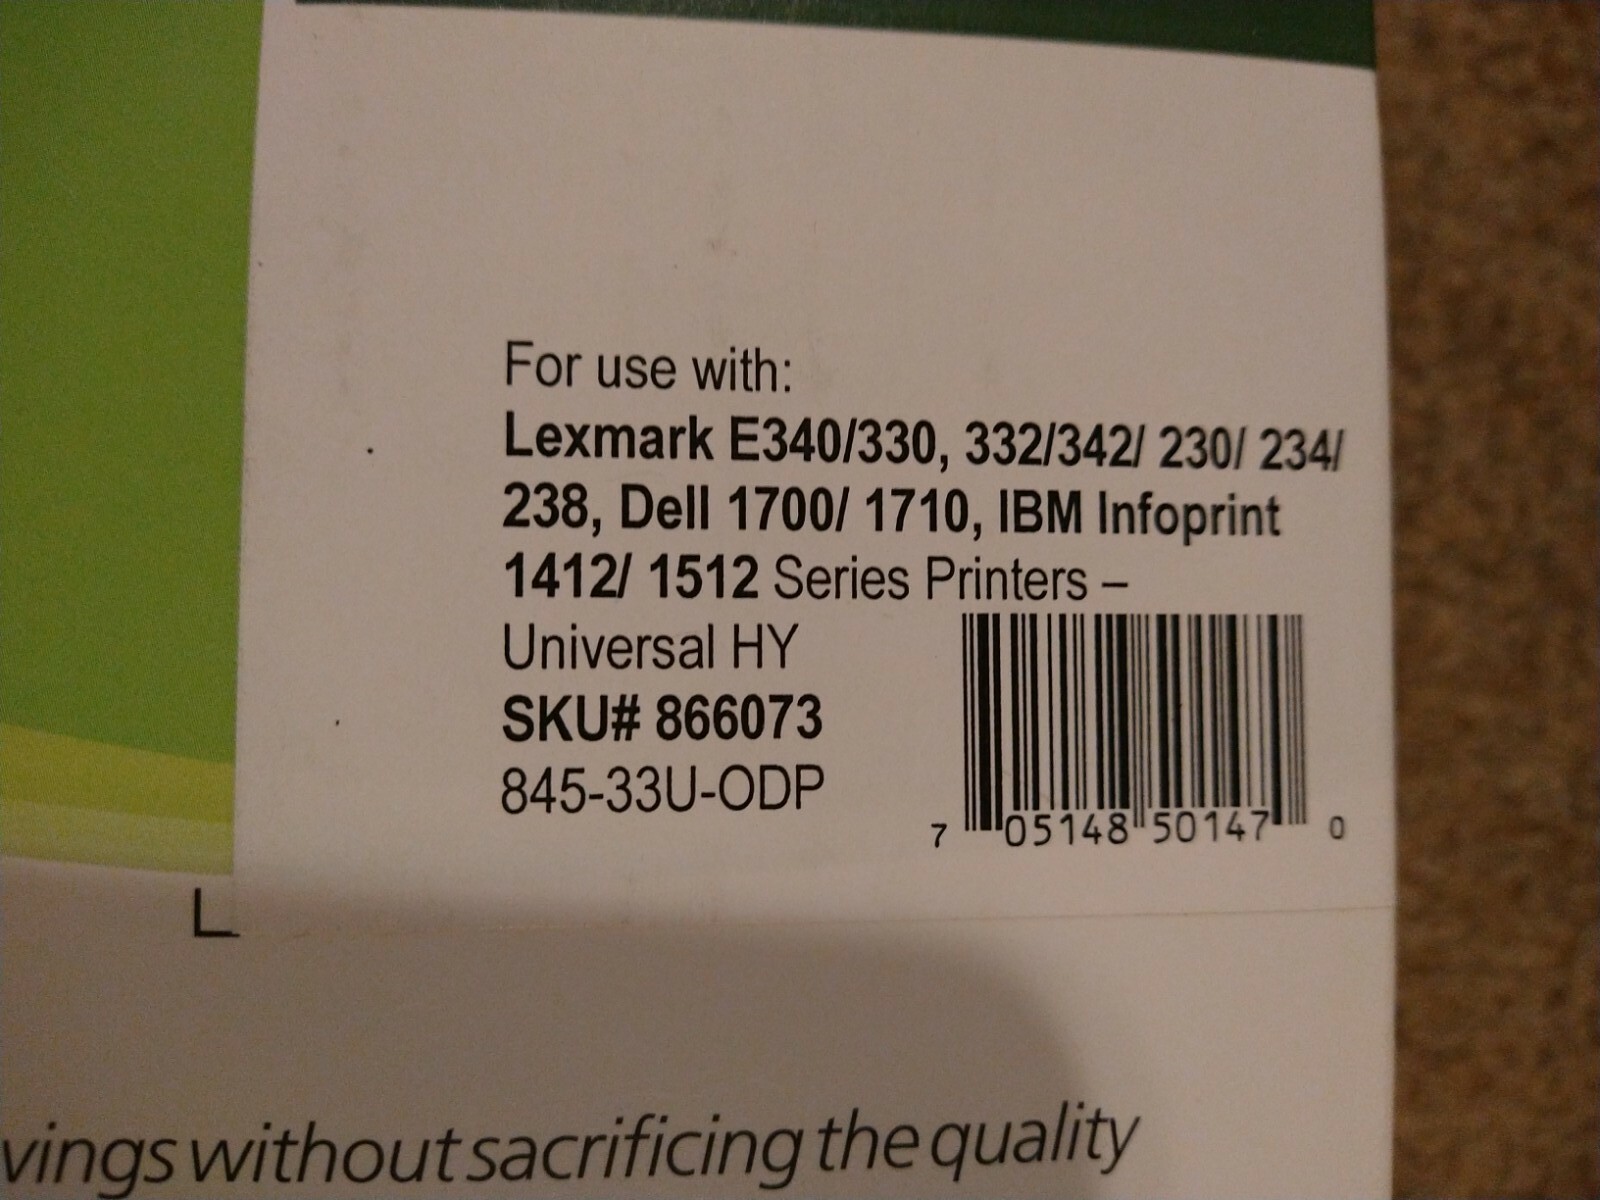 For use with:
Lexmark E340/330, 332/342/ 230/ 234/
238, Dell 1700/ 1710, IBM Infoprint
1412/ 1512 Series Printers –
Universal HY
SKU# 866073
845-33U-ODP
7 05148 50147 0
vings without sacrificing the quality